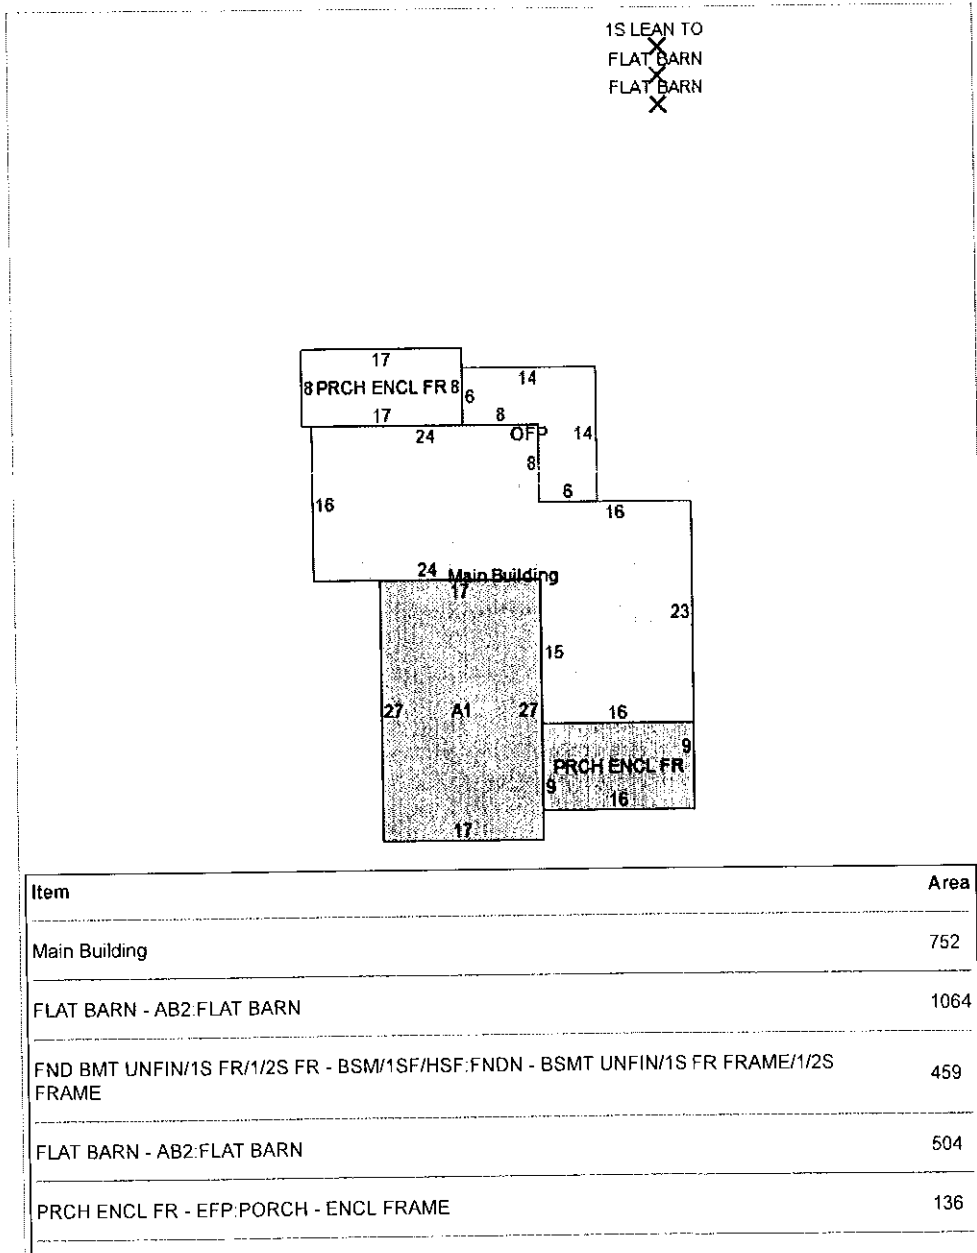 1S LEAN TO
FLAT BARN
FLAT BARN
17
8 PRCH ENCL FR 8
17
14
6
8
24
OFP
14
8
16
6
16
24
Main Building
17
23
15
27
A1
27
16
9
PRCH ENCL FR
9
16
17
Item Area
Main Building 752
FLAT BARN - AB2:FLAT BARN 1064
FND BMT UNFIN/1S FR/1/2S FR - BSM/1SF/HSF:FNDN - BSMT UNFIN/1S FR FRAME/1/2S
FRAME 459
FLAT BARN - AB2:FLAT BARN 504
PRCH ENCL FR - EFP:PORCH - ENCL FRAME 136